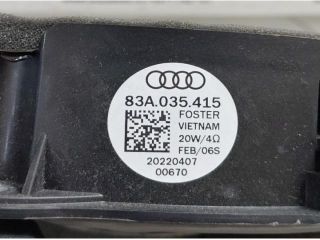 83A.035.415
FOSTER
VIETNAM
20W/4Ω
FEB/06S
20220407
00670